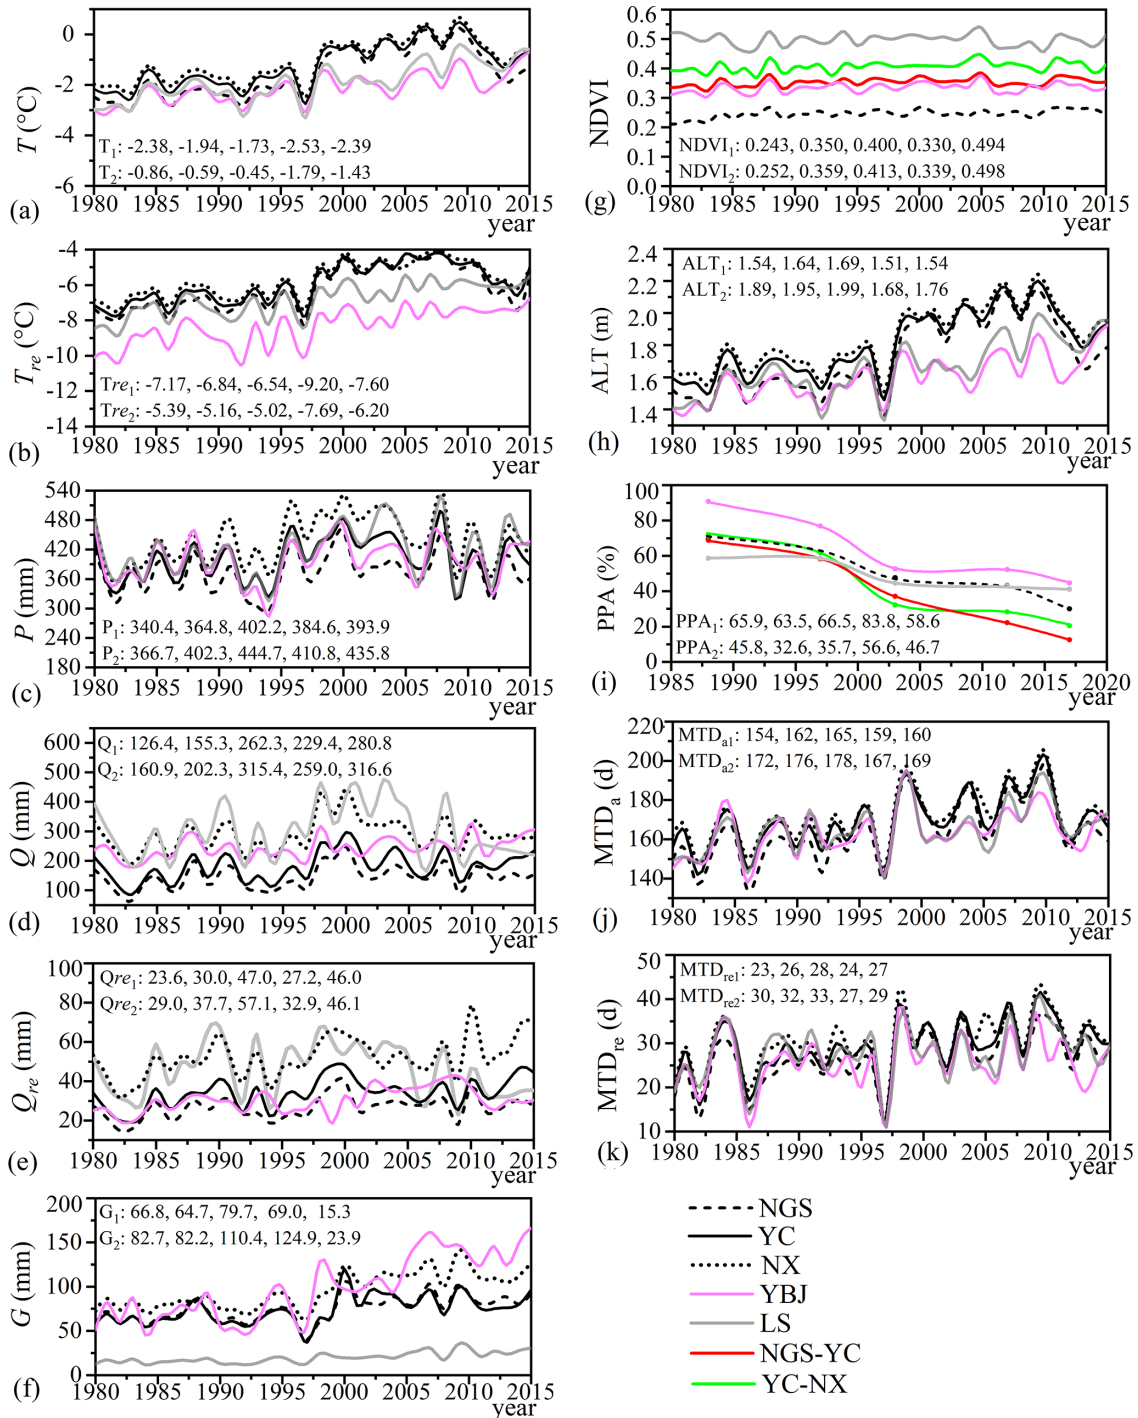 0
-2
-4
-6
T (°C)
T1: -2.38, -1.94, -1.73, -2.53, -2.39
T2: -0.86, -0.59, -0.45, -1.79, -1.43
1980 1985 1990 1995 2000 2005 2010 2015
(a)
year
-4
-6
-8
-10
-12
-14
Tre (°C)
Tre1: -7.17, -6.84, -6.54, -9.20, -7.60
Tre2: -5.39, -5.16, -5.02, -7.69, -6.20
1980 1985 1990 1995 2000 2005 2010 2015
(b)
year
540
480
420
360
300
240
180
P (mm)
P1: 340.4, 364.8, 402.2, 384.6, 393.9
P2: 366.7, 402.3, 444.7, 410.8, 435.8
1980 1985 1990 1995 2000 2005 2010 2015
(c)
year
600
500
400
300
200
100
Q (mm)
Q1: 126.4, 155.3, 262.3, 229.4, 280.8
Q2: 160.9, 202.3, 315.4, 259.0, 316.6
1980 1985 1990 1995 2000 2005 2010 2015
(d)
year
100
80
60
40
20
Qre (mm)
Qre1: 23.6, 30.0, 47.0, 27.2, 46.0
Qre2: 29.0, 37.7, 57.1, 32.9, 46.1
1980 1985 1990 1995 2000 2005 2010 2015
(e)
year
200
150
100
50
0
G (mm)
G1: 66.8, 64.7, 79.7, 69.0, 15.3
G2: 82.7, 82.2, 110.4, 124.9, 23.9
1980 1985 1990 1995 2000 2005 2010 2015
(f)
year
0.6
0.5
0.4
0.3
0.2
0.1
0.0
NDVI
NDVI1: 0.243, 0.350, 0.400, 0.330, 0.494
NDVI2: 0.252, 0.359, 0.413, 0.339, 0.498
1980 1985 1990 1995 2000 2005 2010 2015
(g)
year
2.4
2.2
2.0
1.8
1.6
1.4
ALT (m)
ALT1: 1.54, 1.64, 1.69, 1.51, 1.54
ALT2: 1.89, 1.95, 1.99, 1.68, 1.76
1980 1985 1990 1995 2000 2005 2010 2015
(h)
year
100
80
60
40
20
0
PPA (%)
PPA1: 65.9, 63.5, 66.5, 83.8, 58.6
PPA2: 45.8, 32.6, 35.7, 56.6, 46.7
1985 1990 1995 2000 2005 2010 2015 2020
(i)
year
220
200
180
160
140
MTDa (d)
MTDa1: 154, 162, 165, 159, 160
MTDa2: 172, 176, 178, 167, 169
1980 1985 1990 1995 2000 2005 2010 2015
(j)
year
50
40
30
20
10
MTDre (d)
MTDre1: 23, 26, 28, 24, 27
MTDre2: 30, 32, 33, 27, 29
1980 1985 1990 1995 2000 2005 2010 2015
(k)
year
NGS
YC
NX
YBJ
LS
NGS-YC
YC-NX